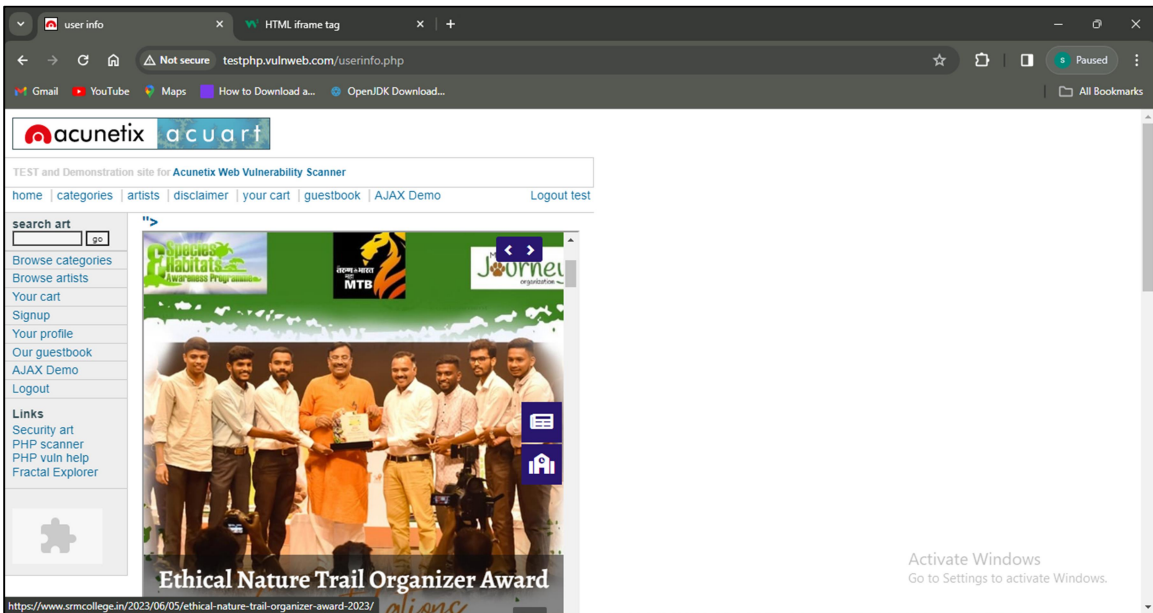 user info
HTML iframe tag
Not secure
testphp.vulnweb.com/userinfo.php
S
Paused
Gmail
YouTube
Maps
How to Download a...
OpenJDK Download...
All Bookmarks
acunetix acuart
TEST and Demonstration site for Acunetix Web Vulnerability Scanner
home | categories | artists | disclaimer | your cart | guestbook | AJAX Demo
Logout test
search art
go
Browse categories
Browse artists
Your cart
Signup
Your profile
Our guestbook
AJAX Demo
Logout
Links
Security art
PHP scanner
PHP vuln help
Fractal Explorer
">
Species
Habitats
Awareness Programme
तरुण भारत
MTB
Journey
organization
Ethical Nature Trail Organizer Award
Activate Windows
Go to Settings to activate Windows.
https://www.srmcollege.in/2023/06/05/ethical-nature-trail-organizer-award-2023/